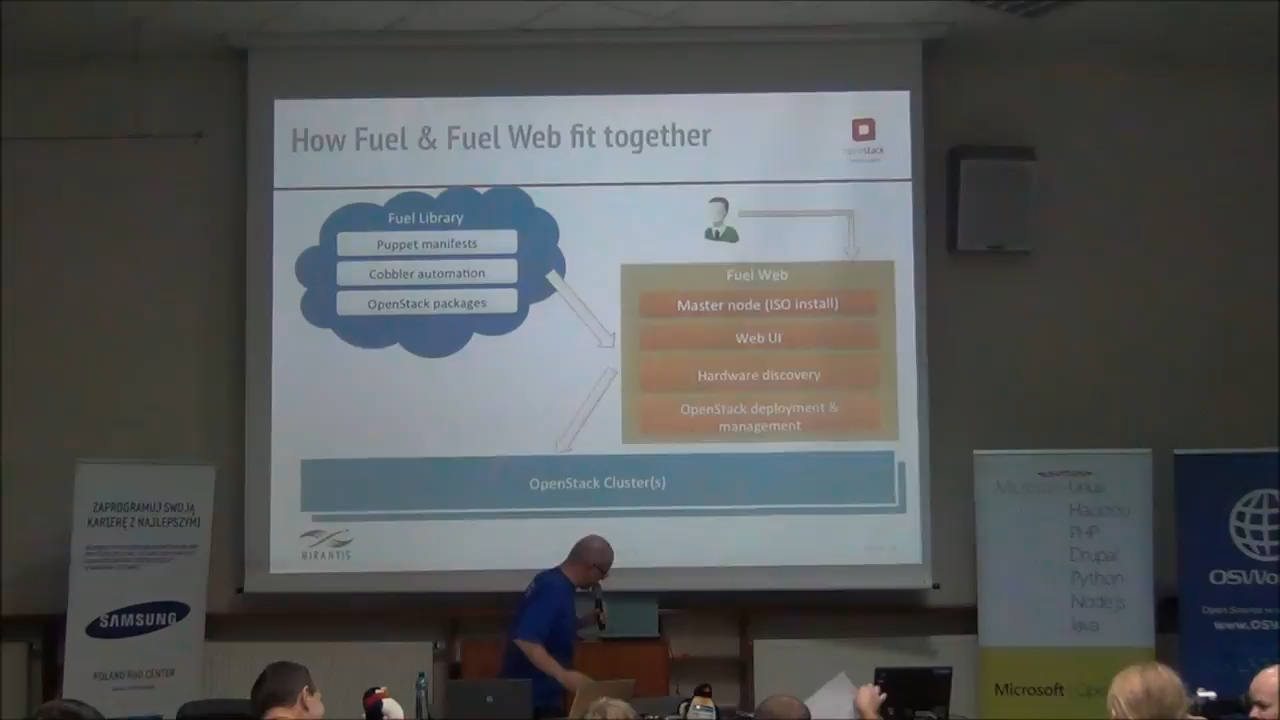 How Fuel & Fuel Web fit together
openstack
Fuel Library
Puppet manifests
Cobbler automation
OpenStack packages
Fuel Web
Master node (ISO install)
Web UI
Hardware discovery
OpenStack deployment &
management
OpenStack Cluster(s)
MIRANTIS
ZAPROGRAMUJ SWOJĄ
KARIERĘ Z NAJLEPSZYMI
SAMSUNG
POLAND R&D CENTER
Linux
Hadoop
PHP
Drupal
Python
Node.js
Java
Microsoft
OSWo
Open Source
www.OSW